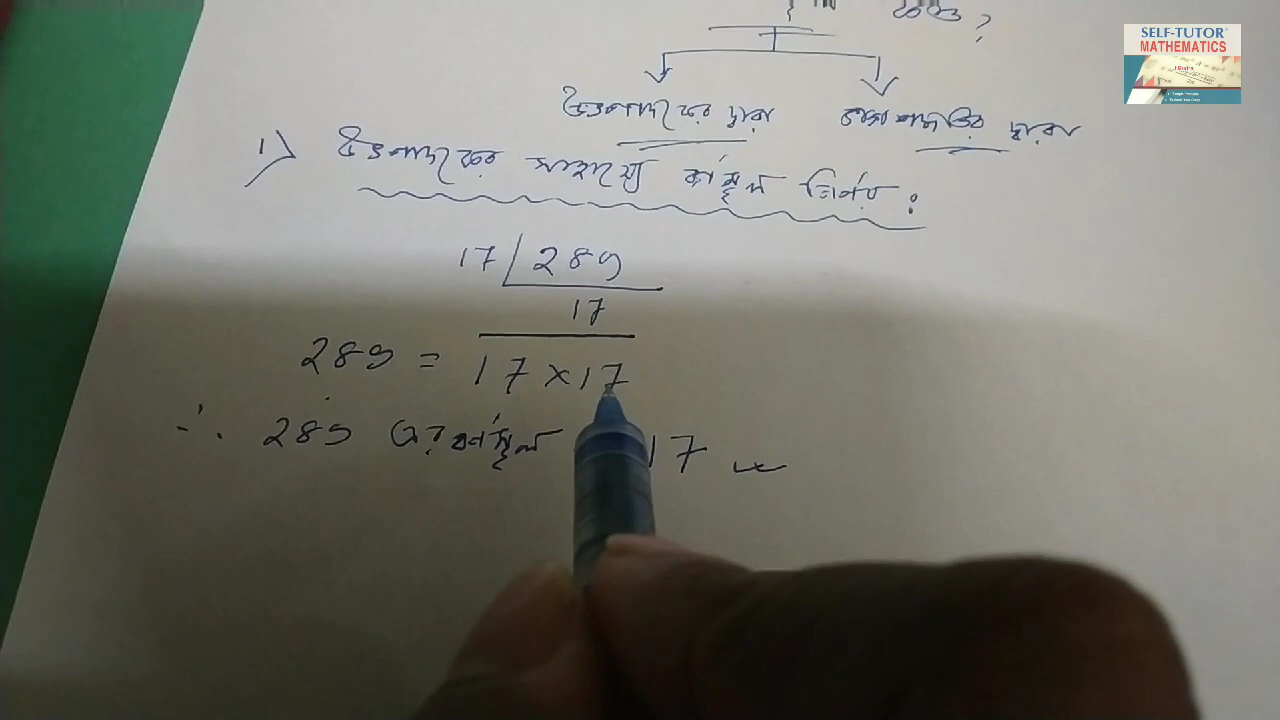 SELF-TUTOR
MATHEMATICS
?
উৎপাদকের দ্বারা
ভাগ পদ্ধতির দ্বারা
1) উৎপাদকের সাহায্যে বর্গমূল নির্ণয় :
17 | 289
17
289 = 17 × 17
∴ 289 এর বর্গমূল 17